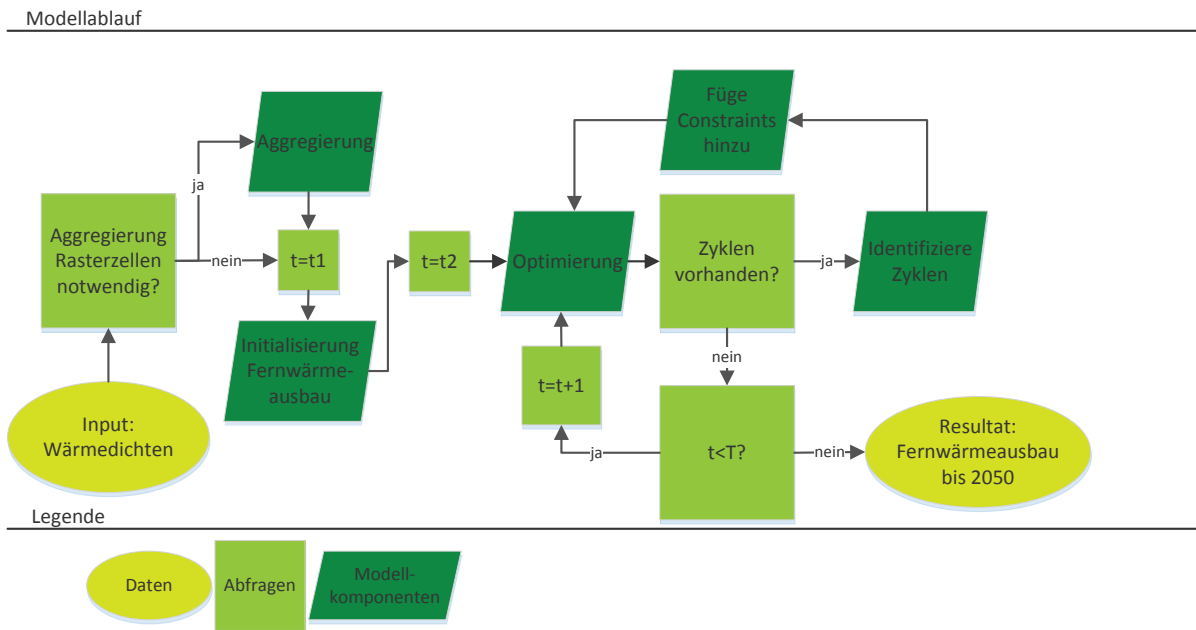 Modellablauf
Input:
Wärmedichten
Aggregierung
Rasterzellen
notwendig?
ja
nein
Aggregierung
t=t1
Initialisierung
Fernwärme-
ausbau
t=t2
Optimierung
Zyklen
vorhanden?
ja
Identifiziere
Zyklen
Füge
Constraints
hinzu
nein
t<T?
ja
t=t+1
nein
Resultat:
Fernwärmeausbau
bis 2050
Legende
Daten
Abfragen
Modell-
komponenten